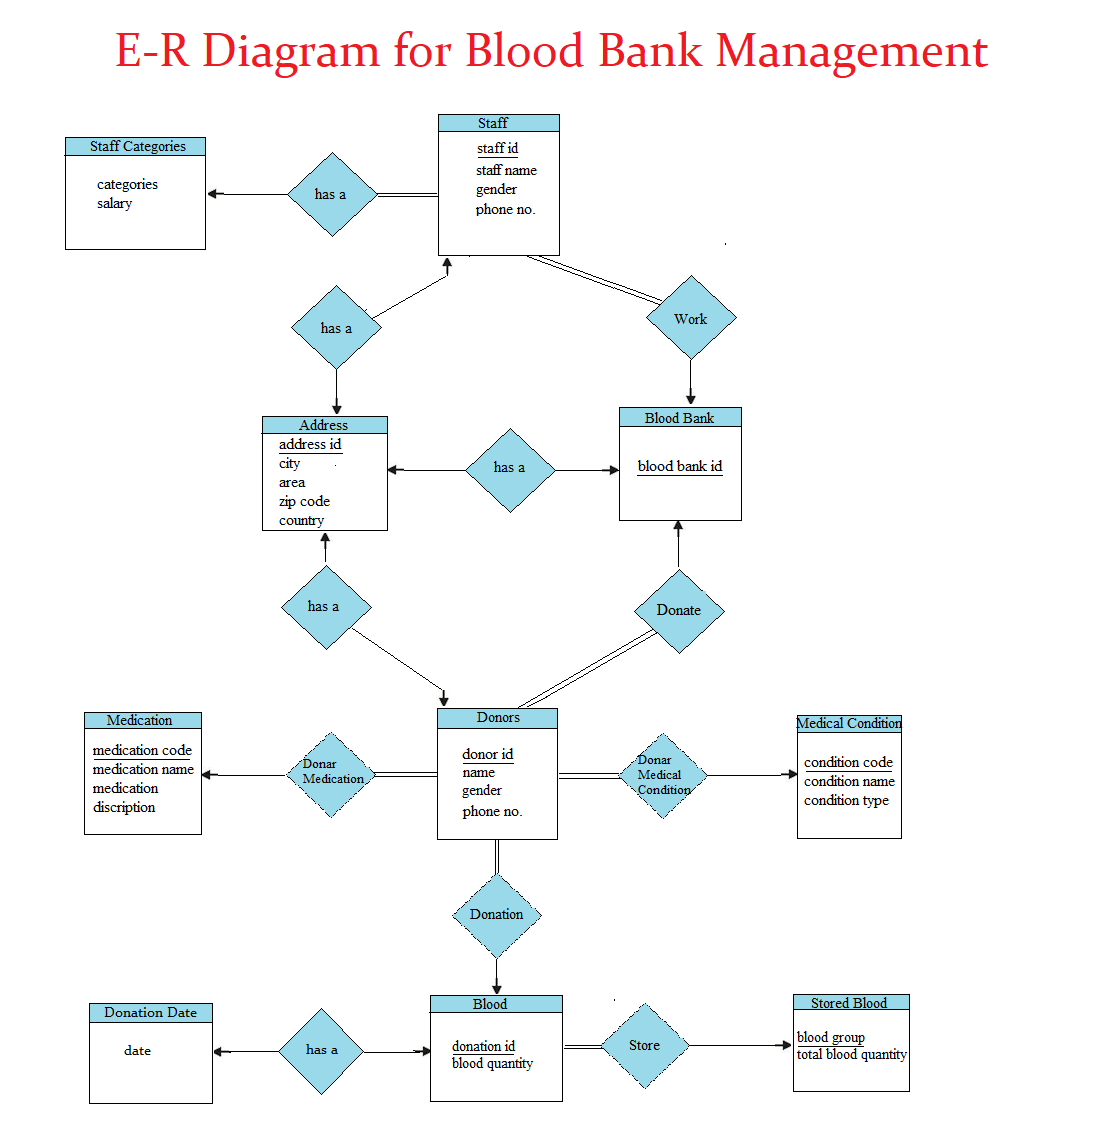 E-R Diagram for Blood Bank Management
Staff
staff id
staff name
gender
phone no.
Staff Categories
categories
salary
has a
has a
Work
Address
address id
city
area
zip code
country
has a
Blood Bank
blood bank id
has a
Donate
Medication
medication code
medication name
medication
discription
Donar
Medication
Donors
donor id
name
gender
phone no.
Donar
Medical
Condition
Medical Condition
condition code
condition name
condition type
Donation
Donation Date
date
has a
Blood
donation id
blood quantity
Store
Stored Blood
blood group
total blood quantity